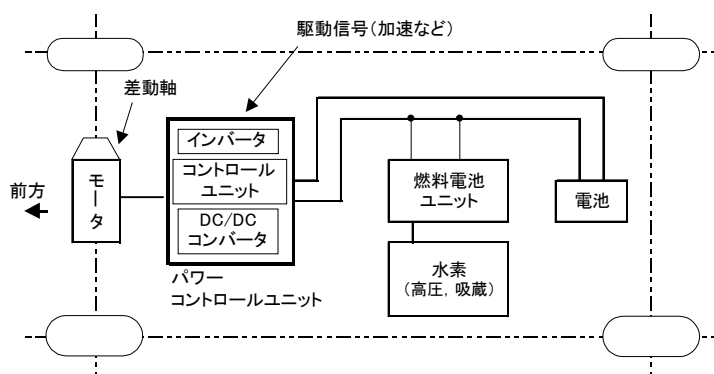 駆動信号(加速など)
差動軸
インバータ
コントロール
ユニット
DC/DC
コンバータ
パワー
コントロールユニット
前方
モータ
燃料電池
ユニット
電池
水素
(高圧，吸蔵)